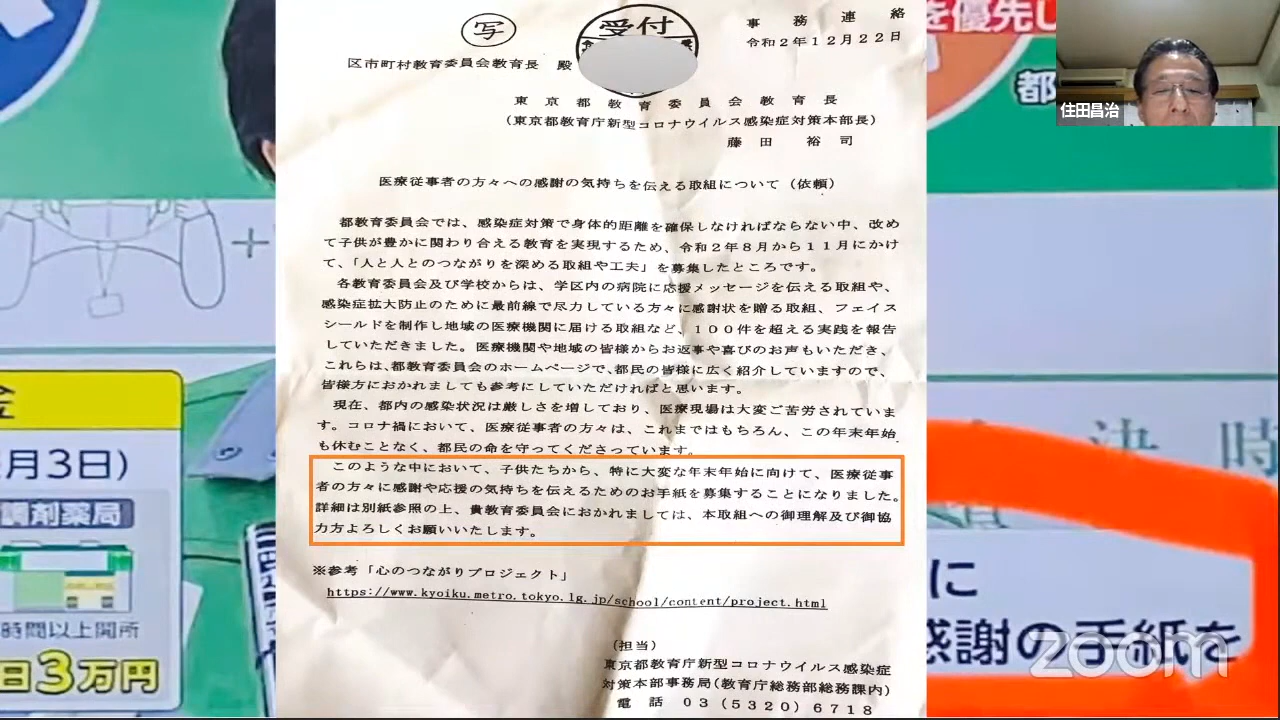 写
受付
事務連絡
令和2年12月22日
区市町村教育委員会教育長 殿
東京都教育委員会教育長
(東京都教育庁新型コロナウイルス感染症対策本部長)
藤田 裕司
医療従事者の方々への感謝の気持ちを伝える取組について(依頼)
都教育委員会では、感染症対策で身体的距離を確保しなければならない中、改め
て子供が豊かに関わり合える教育を実現するため、令和2年8月から11月にかけ
て、「人と人とのつながりを深める取組や工夫」を募集したところです。
各教育委員会及び学校からは、学区内の病院に応援メッセージを伝える取組や、
感染症拡大防止のために最前線で尽力している方々に感謝状を贈る取組、フェイス
シールドを制作し地域の医療機関に届ける取組など、100件を超える実践を報告
していただきました。医療機関や地域の皆様からお返事や喜びのお声もいただき、
これらは、都教育委員会のホームページで、都民の皆様に広く紹介していますので、
皆様方におかれましても参考にしていただければと思います。
現在、都内の感染状況は厳しさを増しており、医療現場は大変ご苦労されていま
す。コロナ禍において、医療従事者の方々は、これまではもちろん、この年末年始
も休むことなく、都民の命を守ってくださっています。
このような中において、子供たちから、特に大変な年末年始に向けて、医療従事
者の方々に感謝や応援の気持ちを伝えるためのお手紙を募集することになりました。
詳細は別紙参照の上、貴教育委員会におかれましては、本取組への御理解及び御協
力方よろしくお願いいたします。
※参考「心のつながりプロジェクト」
https://www.kyoiku.metro.tokyo.lg.jp/school/content/project.html
(担当)
東京都教育庁新型コロナウイルス感染症
対策本部事務局(教育庁総務部総務課内)
電話 03(5320)6718
を優先し
都
住田昌治
金
月3日)
調剤薬局
時間以上開所
日3万円
決 時
に
感謝の手紙を
zoom